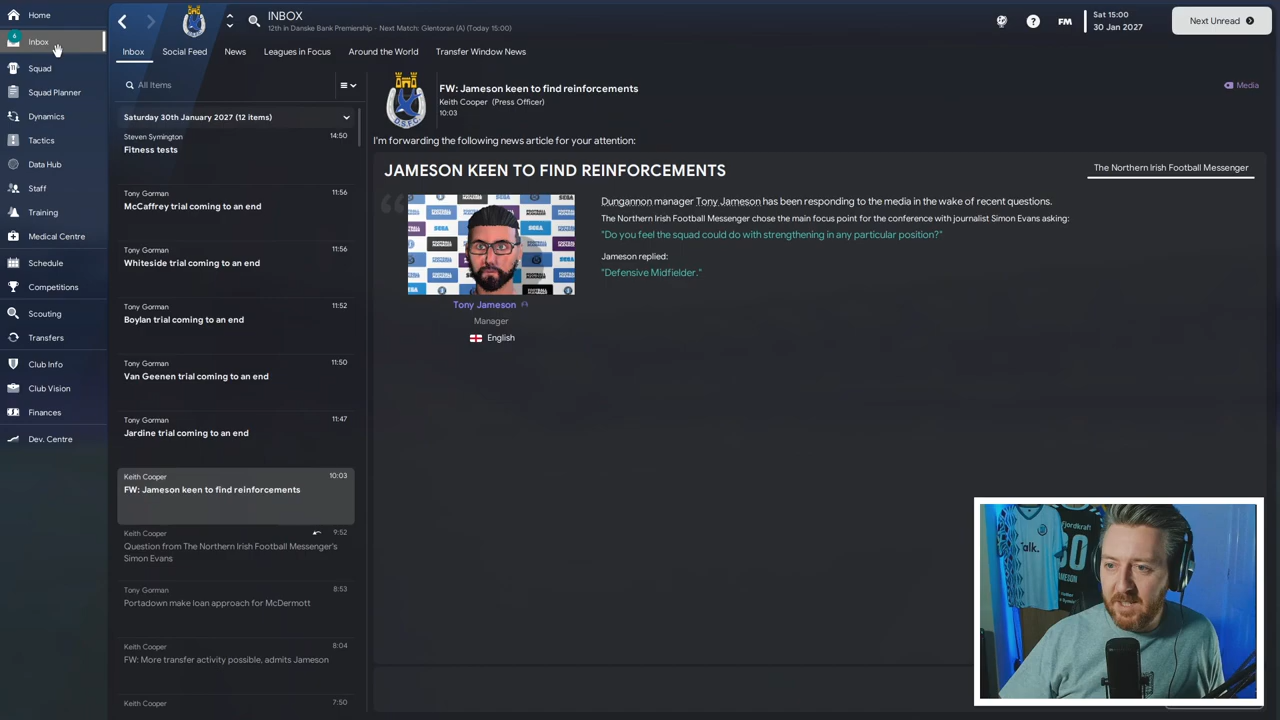 Home
6
Inbox
Squad
Squad Planner
Dynamics
Tactics
Data Hub
Staff
Training
Medical Centre
Schedule
Competitions
Scouting
Transfers
Club Info
Club Vision
Finances
Dev. Centre
INBOX
12th in Danske Bank Premiership - Next Match: Glentoran (A) (Today 15:00)
FM
Sat 15:00
30 Jan 2027
Next Unread
Inbox
Social Feed
News
Leagues in Focus
Around the World
Transfer Window News
All Items
Saturday 30th January 2027 (12 items)
Steven Symington 14:50
Fitness tests
Tony Gorman 11:56
McCaffrey trial coming to an end
Tony Gorman 11:56
Whiteside trial coming to an end
Tony Gorman 11:52
Boylan trial coming to an end
Tony Gorman 11:50
Van Geenen trial coming to an end
Tony Gorman 11:47
Jardine trial coming to an end
Keith Cooper 10:03
FW: Jameson keen to find reinforcements
Keith Cooper 9:52
Question from The Northern Irish Football Messenger's
Simon Evans
Tony Gorman 8:53
Portadown make loan approach for McDermott
Keith Cooper 8:04
FW: More transfer activity possible, admits Jameson
Keith Cooper 7:50
D.S.F.C.
FW: Jameson keen to find reinforcements
Keith Cooper (Press Officer)
10:03
Media
I'm forwarding the following news article for your attention:
JAMESON KEEN TO FIND REINFORCEMENTS
The Northern Irish Football Messenger
Dungannon manager Tony Jameson has been responding to the media in the wake of recent questions.
The Northern Irish Football Messenger chose the main focus point for the conference with journalist Simon Evans asking:
"Do you feel the squad could do with strengthening in any particular position?"
Jameson replied:
"Defensive Midfielder."
Tony Jameson
Manager
English
Talk.
fjordkraft
JAMESON